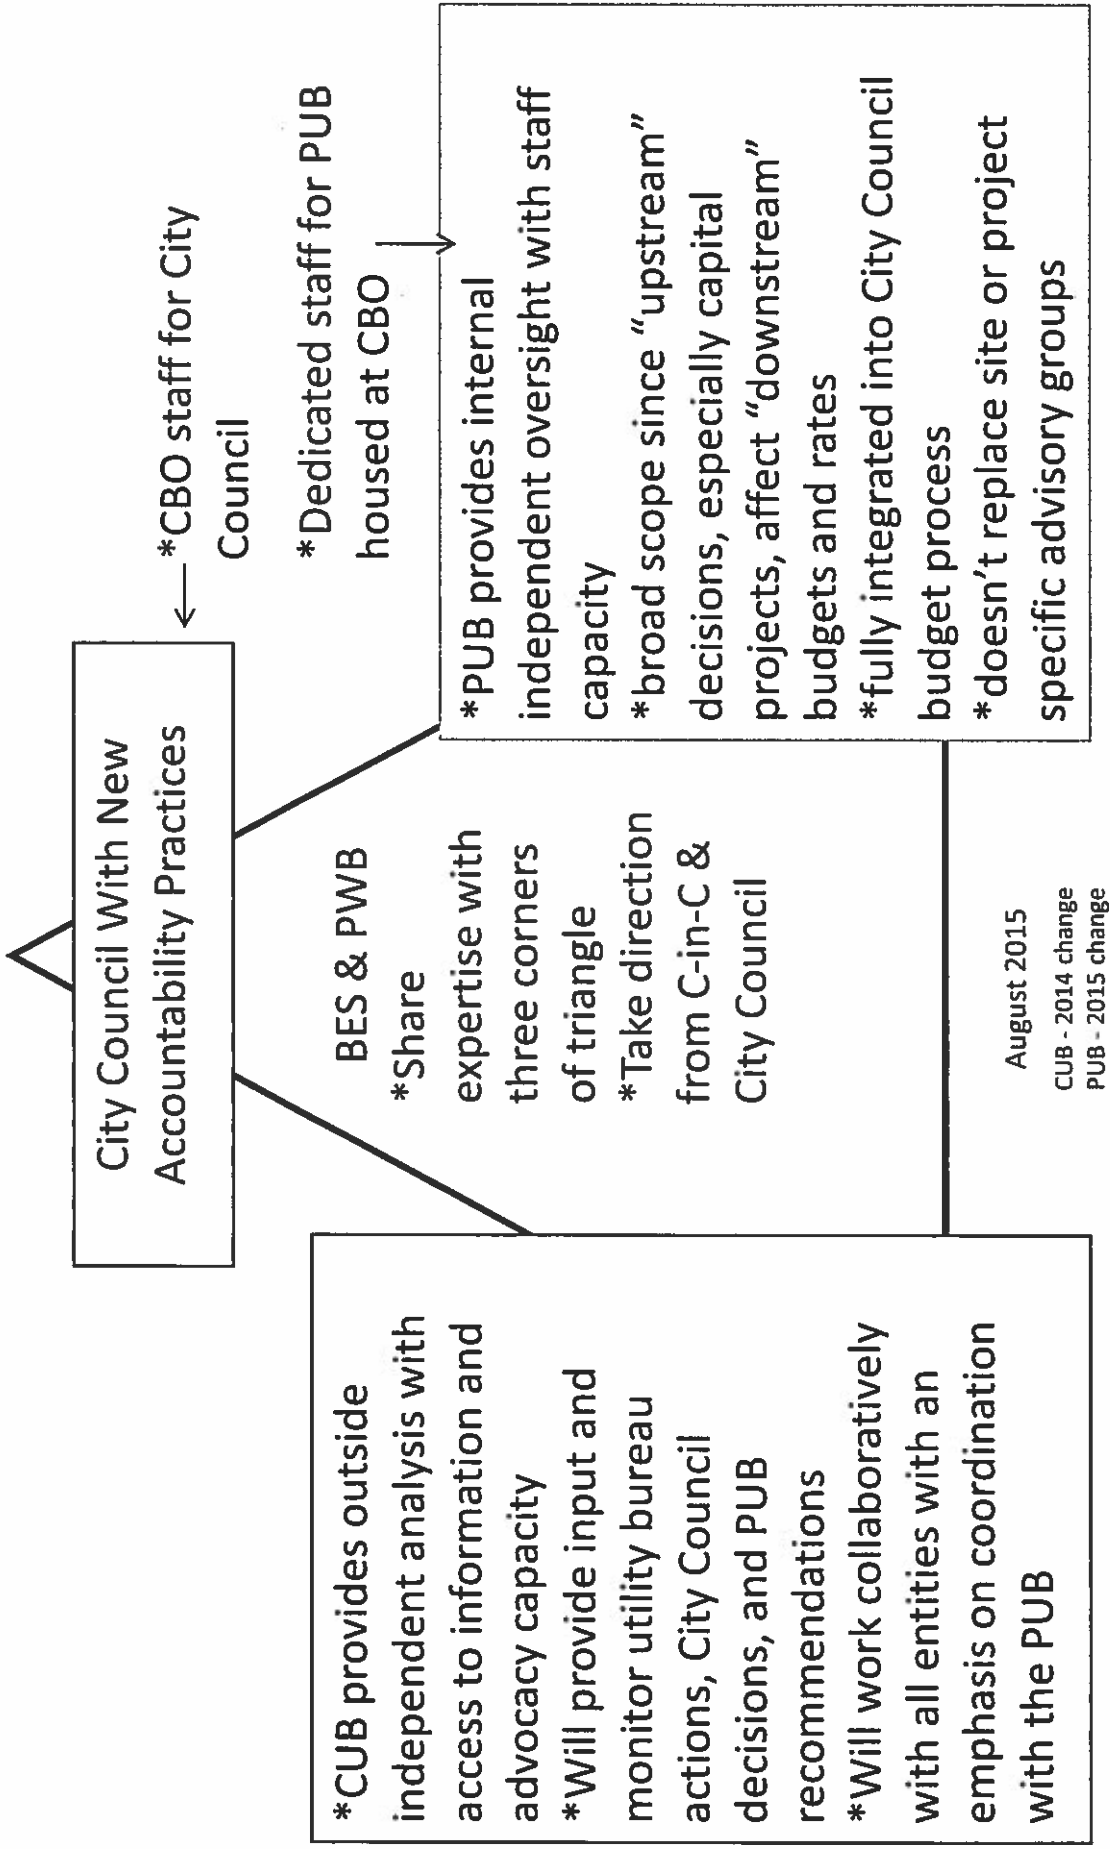 City Council With New
Accountability Practices
*CBO staff for City
Council
*Dedicated staff for PUB
housed at CBO
BES & PWB
*Share
expertise with
three corners
of triangle
*Take direction
from C-in-C &
City Council
*CUB provides outside
independent analysis with
access to information and
advocacy capacity
*Will provide input and
monitor utility bureau
actions, City Council
decisions, and PUB
recommendations
*Will work collaboratively
with all entities with an
emphasis on coordination
with the PUB
*PUB provides internal
independent oversight with staff
capacity
*broad scope since “upstream”
decisions, especially capital
projects, affect “downstream”
budgets and rates
*fully integrated into City Council
budget process
*doesn’t replace site or project
specific advisory groups
August 2015
CUB - 2014 change
PUB - 2015 change